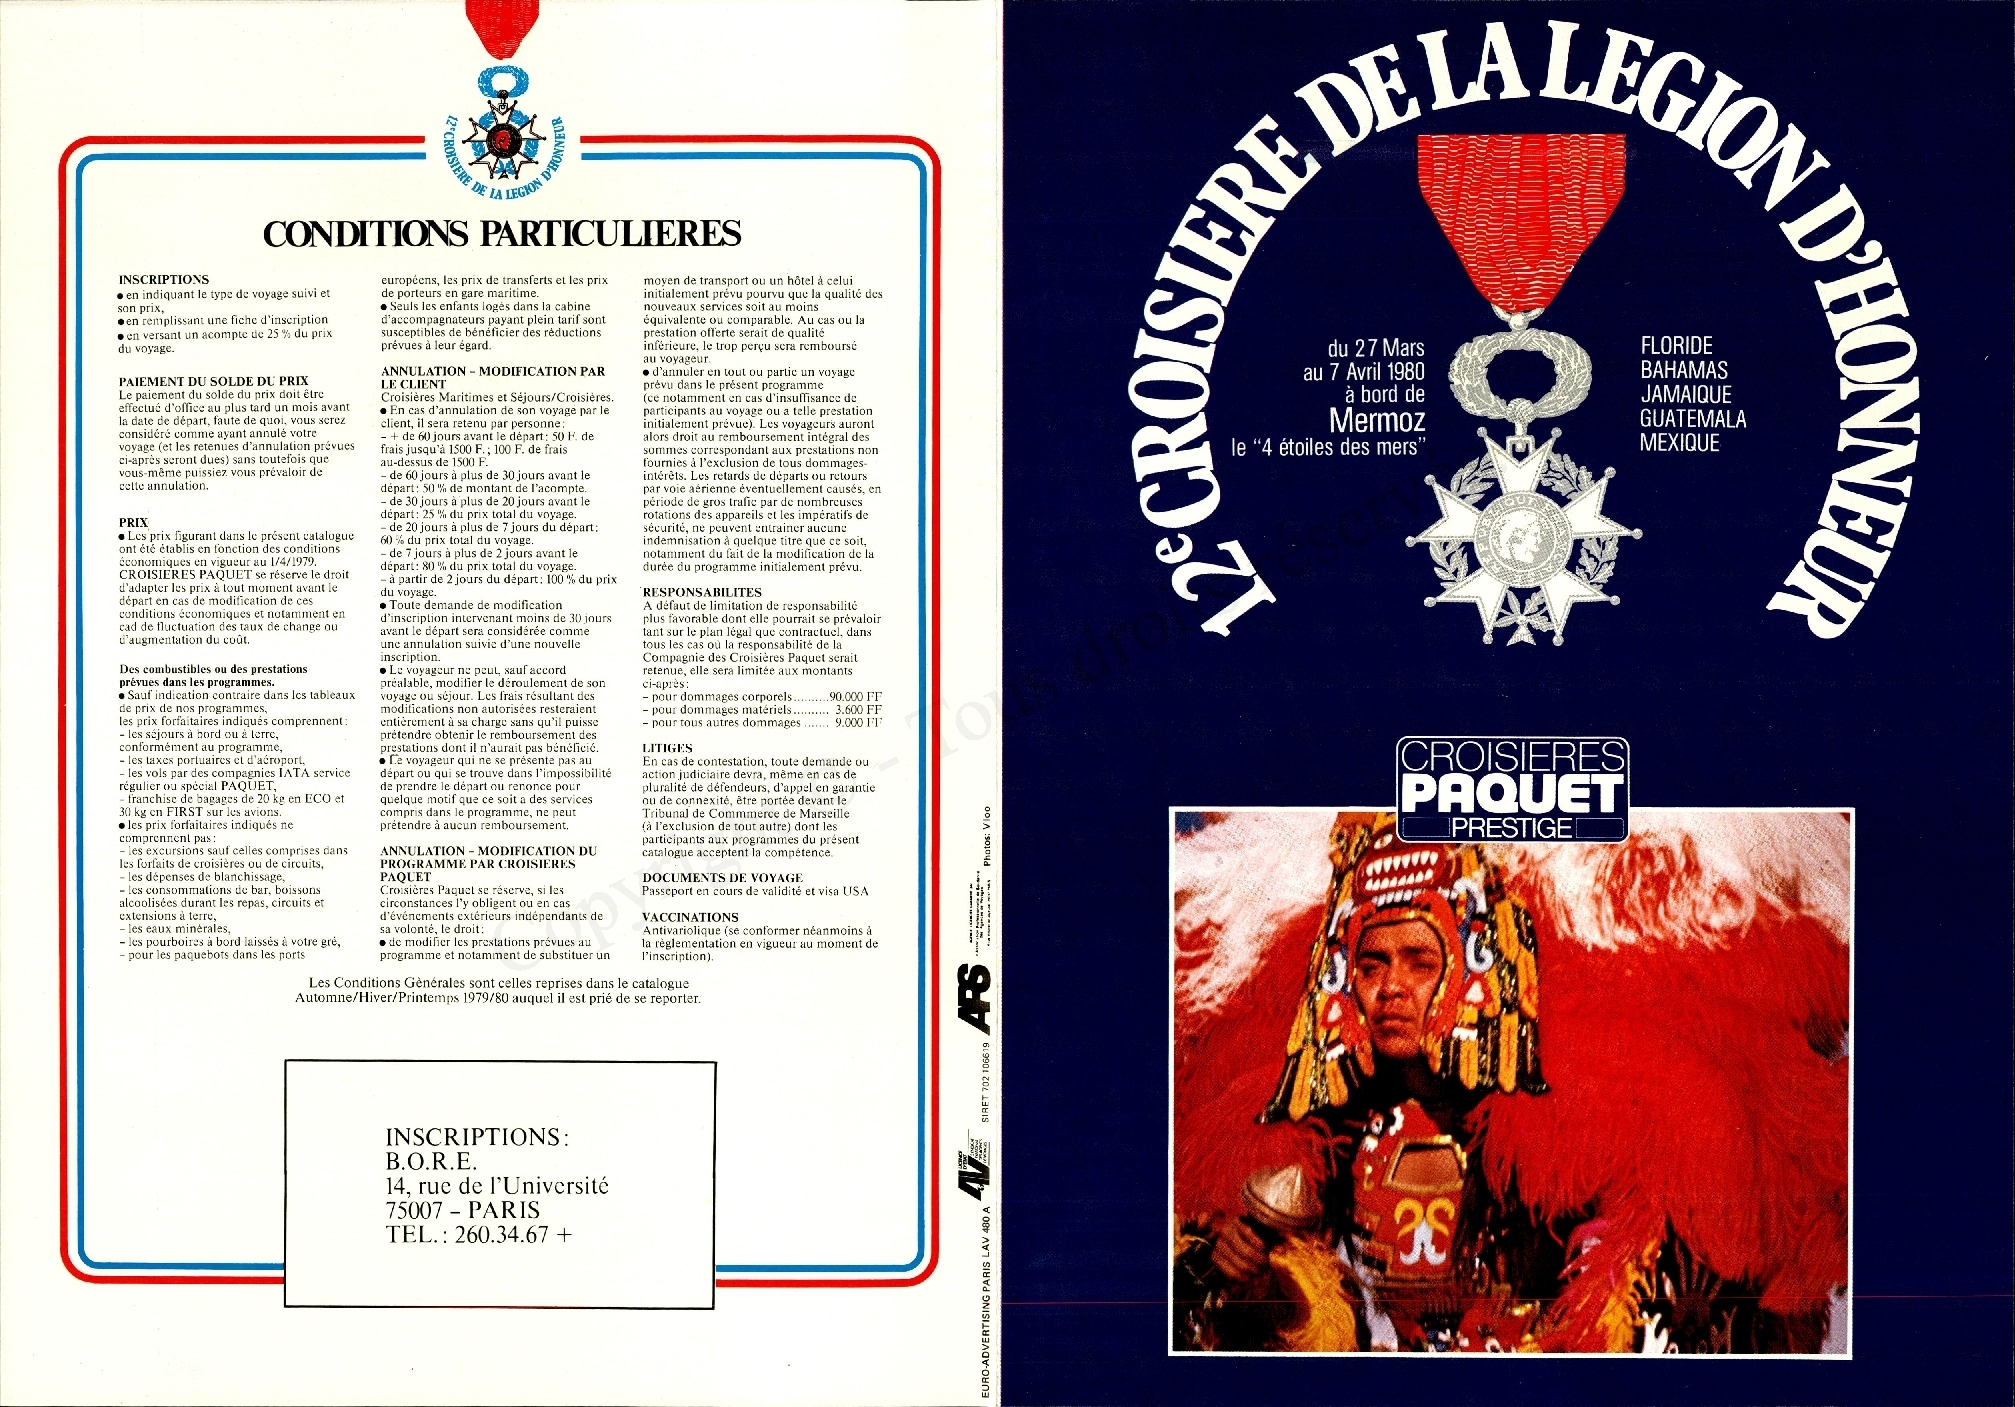 12e CROISIERE DE LA LEGION D'HONNEUR
CONDITIONS PARTICULIERES
INSCRIPTIONS
● en indiquant le type de voyage suivi et
son prix,
● en remplissant une fiche d'inscription
● en versant un acompte de 25 % du prix
du voyage.
PAIEMENT DU SOLDE DU PRIX
Le paiement du solde du prix doit être
effectué d'office au plus tard un mois avant
la date de départ, faute de quoi, vous serez
considéré comme ayant annulé votre
voyage (et les retenues d'annulation prévues
ci-après seront dues) sans toutefois que
vous-même puissiez vous prévaloir de
cette annulation.
PRIX
● Les prix figurant dans le présent catalogue
ont été établis en fonction des conditions
économiques en vigueur au 1/4/1979.
CROISIERES PAQUET se réserve le droit
d'adapter les prix à tout moment avant le
départ en cas de modification de ces
conditions économiques et notamment en
cad de fluctuation des taux de change ou
d'augmentation du coût.
Des combustibles ou des prestations
prévues dans les programmes.
● Sauf indication contraire dans les tableaux
de prix de nos programmes,
les prix forfaitaires indiqués comprennent:
- les séjours à bord ou à terre,
conformément au programme,
- les taxes portuaires et d'aéroport,
- les vols par des compagnies IATA service
régulier ou spécial PAQUET,
- franchise de bagages de 20 kg en ECO et
30 kg en FIRST sur les avions.
● les prix forfaitaires indiqués ne
comprennent pas:
- les excursions sauf celles comprises dans
les forfaits de croisières ou de circuits,
- les dépenses de blanchissage,
- les consommations de bar, boissons
alcoolisées durant les repas, circuits et
extensions à terre,
- les eaux minérales,
- les pourboires à bord laissés à votre gré,
- pour les paquebots dans les ports
européens, les prix de transferts et les prix
de porteurs en gare maritime.
● Seuls les enfants logés dans la cabine
d'accompagnateurs payant plein tarif sont
susceptibles de bénéficier des réductions
prévues à leur égard.
ANNULATION - MODIFICATION PAR
LE CLIENT
Croisières Maritimes et Séjours/Croisières.
● En cas d'annulation de son voyage par le
client, il sera retenu par personne:
- + de 60 jours avant le départ: 50 F. de
frais jusqu'à 1500 F.; 100 F. de frais
au-dessus de 1500 F.
- de 60 jours à plus de 30 jours avant le
départ: 50 % de montant de l'acompte.
- de 30 jours à plus de 20 jours avant le
départ: 25 % du prix total du voyage.
- de 20 jours à plus de 7 jours du départ:
60 % du prix total du voyage.
- de 7 jours à plus de 2 jours avant le
départ: 80 % du prix total du voyage.
- à partir de 2 jours du départ: 100 % du prix
du voyage.
● Toute demande de modification
d'inscription intervenant moins de 30 jours
avant le départ sera considérée comme
une annulation suivie d'une nouvelle
inscription.
● Le voyageur ne peut, sauf accord
préalable, modifier le déroulement de son
voyage ou séjour. Les frais résultant des
modifications non autorisées resteraient
entièrement à sa charge sans qu'il puisse
prétendre obtenir le remboursement des
prestations dont il n'aurait pas bénéficié.
● Le voyageur qui ne se présente pas au
départ ou qui se trouve dans l'impossibilité
de prendre le départ ou renonce pour
quelque motif que ce soit a des services
compris dans le programme, ne peut
prétendre à aucun remboursement.
ANNULATION - MODIFICATION DU
PROGRAMME PAR CROISIERES
PAQUET
Croisières Paquet se réserve, si les
circonstances l'y obligent ou en cas
d'événements extérieurs indépendants de
sa volonté, le droit:
● de modifier les prestations prévues au
programme et notamment de substituer un
moyen de transport ou un hôtel à celui
initialement prévu pourvu que la qualité des
nouveaux services soit au moins
équivalente ou comparable. Au cas ou la
prestation offerte serait de qualité
inférieure, le trop perçu sera remboursé
au voyageur.
● d'annuler en tout ou partie un voyage
prévu dans le présent programme
(ce notamment en cas d'insuffisance de
participants au voyage ou a telle prestation
initialement prévue). Les voyageurs auront
alors droit au remboursement intégral des
sommes correspondant aux prestations non
fournies à l'exclusion de tous dommages-
intérêts. Les retards de départs ou retours
par voie aérienne éventuellement causés, en
période de gros trafic par de nombreuses
rotations des appareils et les impératifs de
sécurité, ne peuvent entrainer aucune
indemnisation à quelque titre que ce soit,
notamment du fait de la modification de la
durée du programme initialement prévu.
RESPONSABILITES
A défaut de limitation de responsabilité
plus favorable dont elle pourrait se prévaloir
tant sur le plan légal que contractuel, dans
tous les cas ou la responsabilité de la
Compagnie des Croisières Paquet serait
retenue, elle sera limitée aux montants
ci-après:
- pour dommages corporels..........90.000 FF
- pour dommages matériels.......... 3.600 FF
- pour tous autres dommages ....... 9.000 FF
LITIGES
En cas de contestation, toute demande ou
action judiciaire devra, même en cas de
pluralité de défendeurs, d'appel en garantie
ou de connexité, être portée devant le
Tribunal de Commmerce de Marseille
(à l'exclusion de tout autre) dont les
participants aux programmes du présent
catalogue acceptent la compétence.
DOCUMENTS DE VOYAGE
Passeport en cours de validité et visa USA
VACCINATIONS
Antivariolique (se conformer néanmoins à
la règlementation en vigueur au moment de
l'inscription).
Les Conditions Gènérales sont celles reprises dans le catalogue
Automne/Hiver/Printemps 1979/80 auquel il est prié de se reporter.
INSCRIPTIONS:
B.O.R.E.
14, rue de l'Université
75007 - PARIS
TEL.: 260.34.67 +
Photos: Vloo
APS
SIRET 702 106619
EURO-ADVERTISING PARIS LAV 480 A
12e CROISIERE DE LA LEGION D'HONNEUR
du 27 Mars
au 7 Avril 1980
à bord de
Mermoz
le "4 étoiles des mers"
FLORIDE
BAHAMAS
JAMAIQUE
GUATEMALA
MEXIQUE
CROISIERES
PAQUET
PRESTIGE